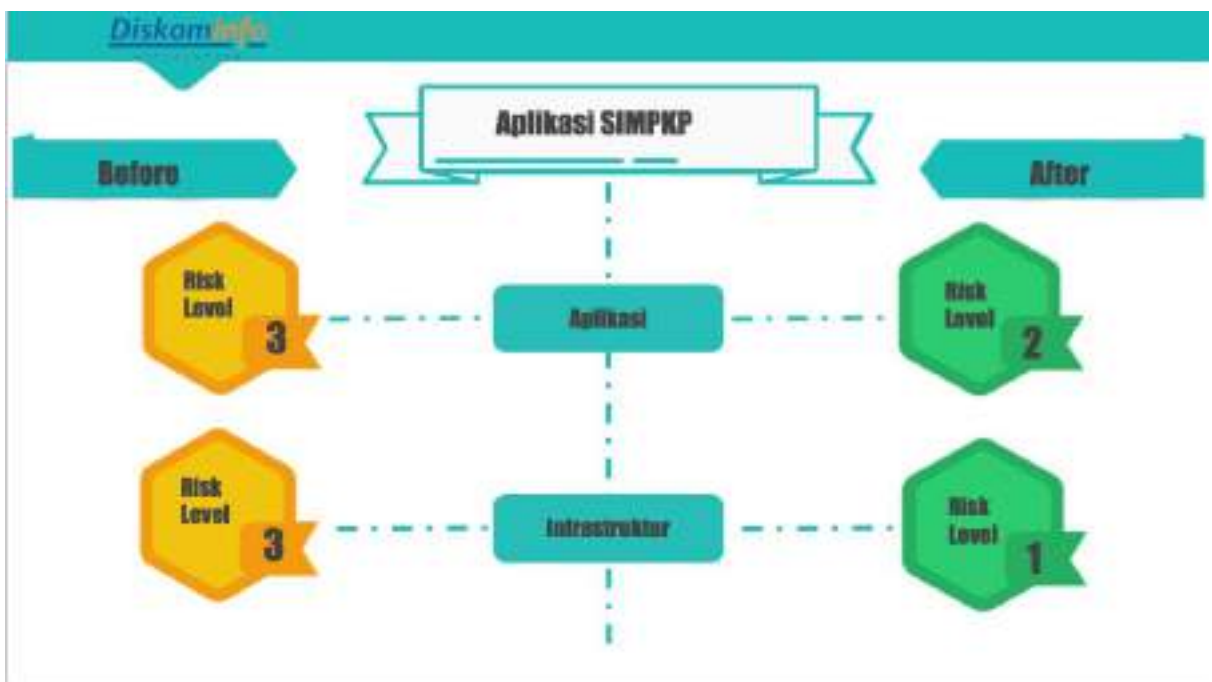 DiskomInfo
Aplikasi SIMPKP
Before
After
Risk
Level
3
Aplikasi
Risk
Level
2
Risk
Level
3
Infrastruktur
Risk
Level
1